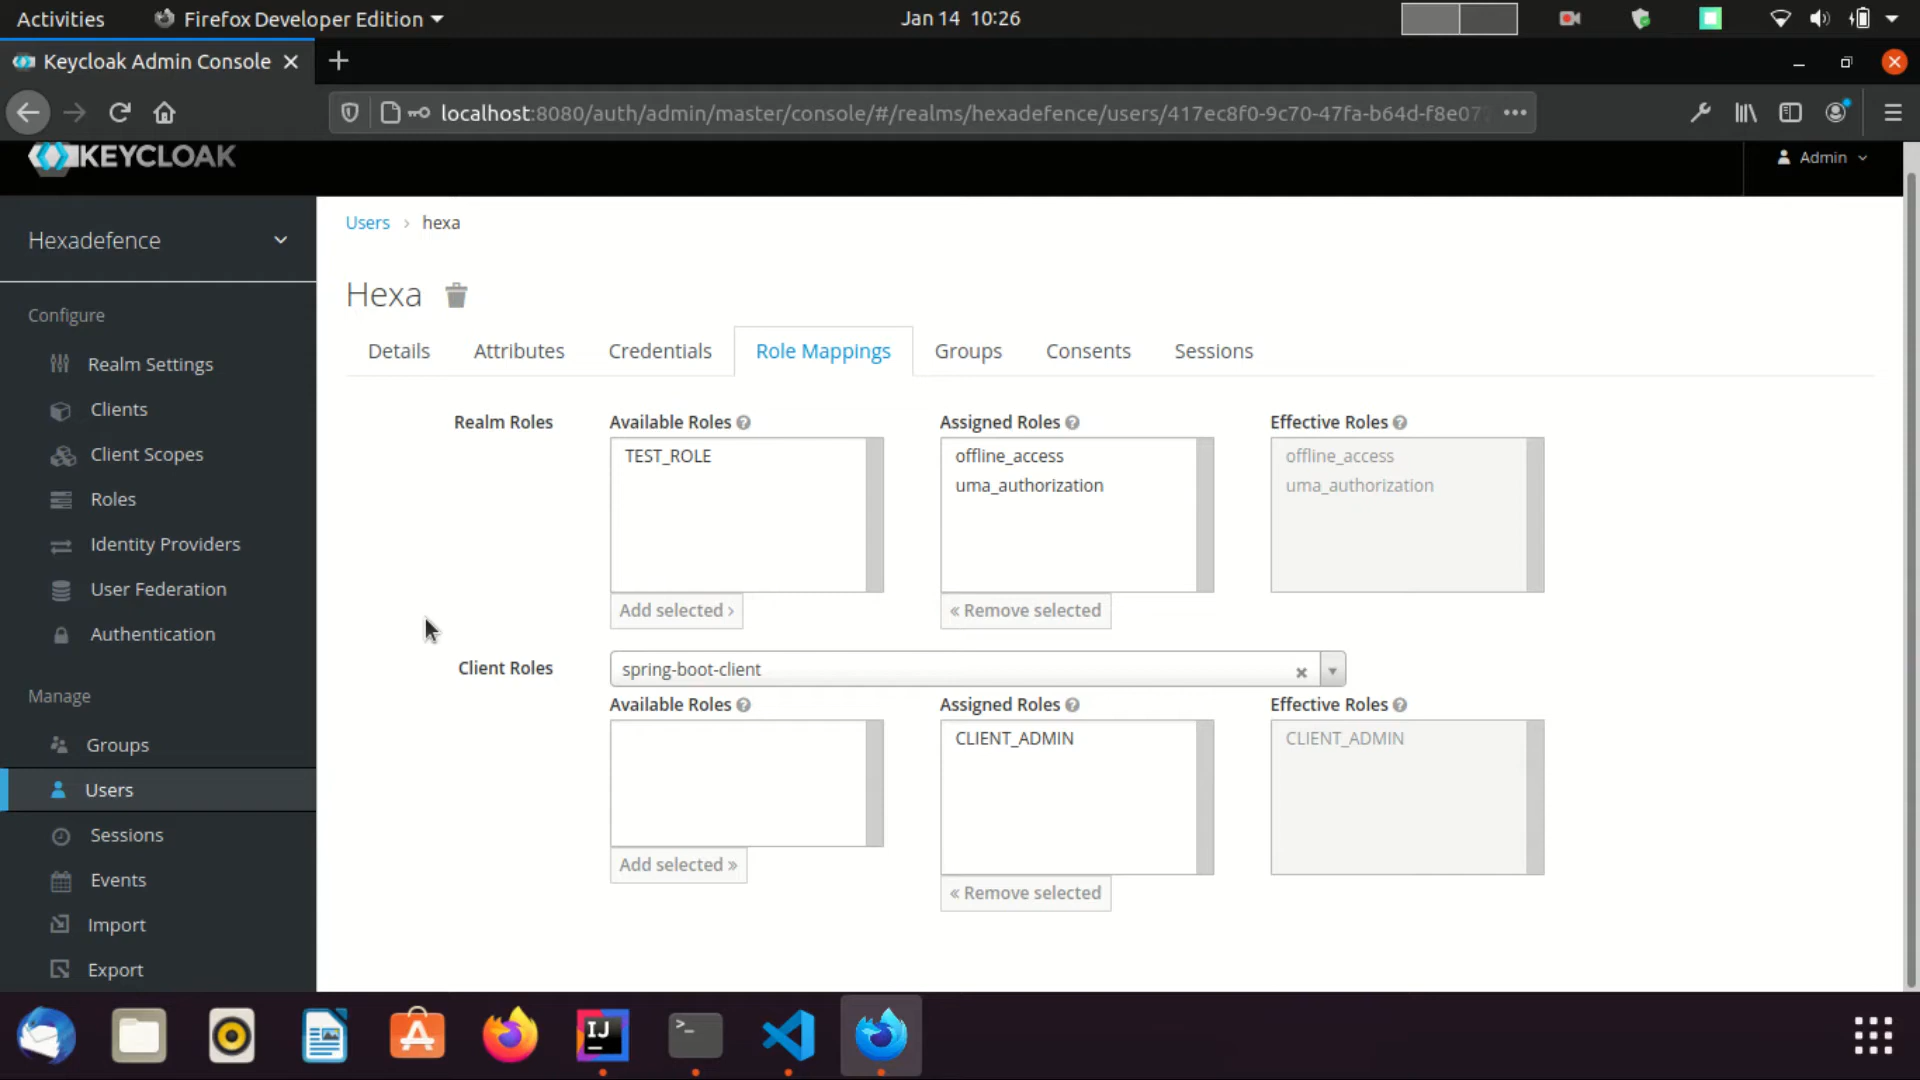 Activities
Firefox Developer Edition
Jan 14 10:26
Keycloak Admin Console
localhost:8080/auth/admin/master/console/#/realms/hexadefence/users/417ec8f0-9c70-47fa-b64d-f8e07
KEYCLOAK
Admin
Hexadefence
Configure
Realm Settings
Clients
Client Scopes
Roles
Identity Providers
User Federation
Authentication
Manage
Groups
Users
Sessions
Events
Import
Export
Users › hexa
Hexa
Details
Attributes
Credentials
Role Mappings
Groups
Consents
Sessions
Realm Roles
Available Roles
TEST_ROLE
Add selected ›
Assigned Roles
offline_access
uma_authorization
« Remove selected
Effective Roles
offline_access
uma_authorization
Client Roles
spring-boot-client
Available Roles
Add selected »
Assigned Roles
CLIENT_ADMIN
« Remove selected
Effective Roles
CLIENT_ADMIN
IJ